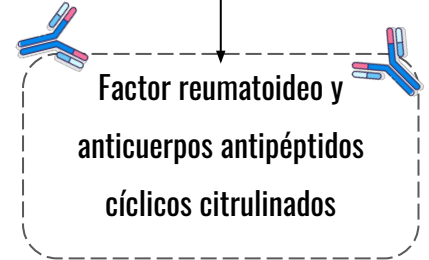 Factor reumatoideo y
anticuerpos antipéptidos
cíclicos citrulinados